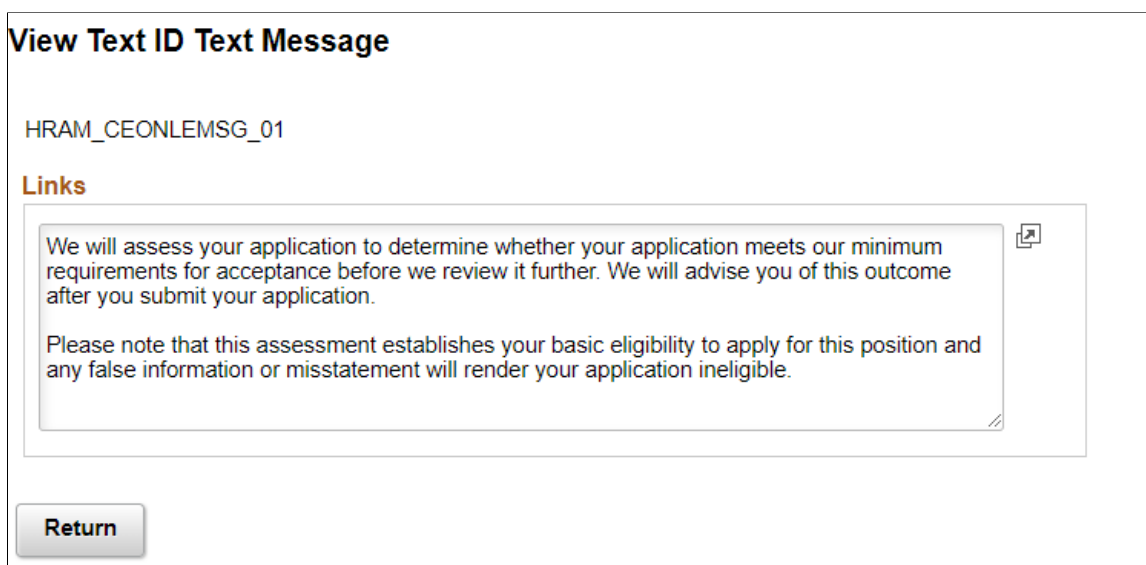 View Text ID Text Message
HRAM_CEONLEMSG_01
Links
We will assess your application to determine whether your application meets our minimum
requirements for acceptance before we review it further. We will advise you of this outcome
after you submit your application.
Please note that this assessment establishes your basic eligibility to apply for this position and
any false information or misstatement will render your application ineligible.
Return